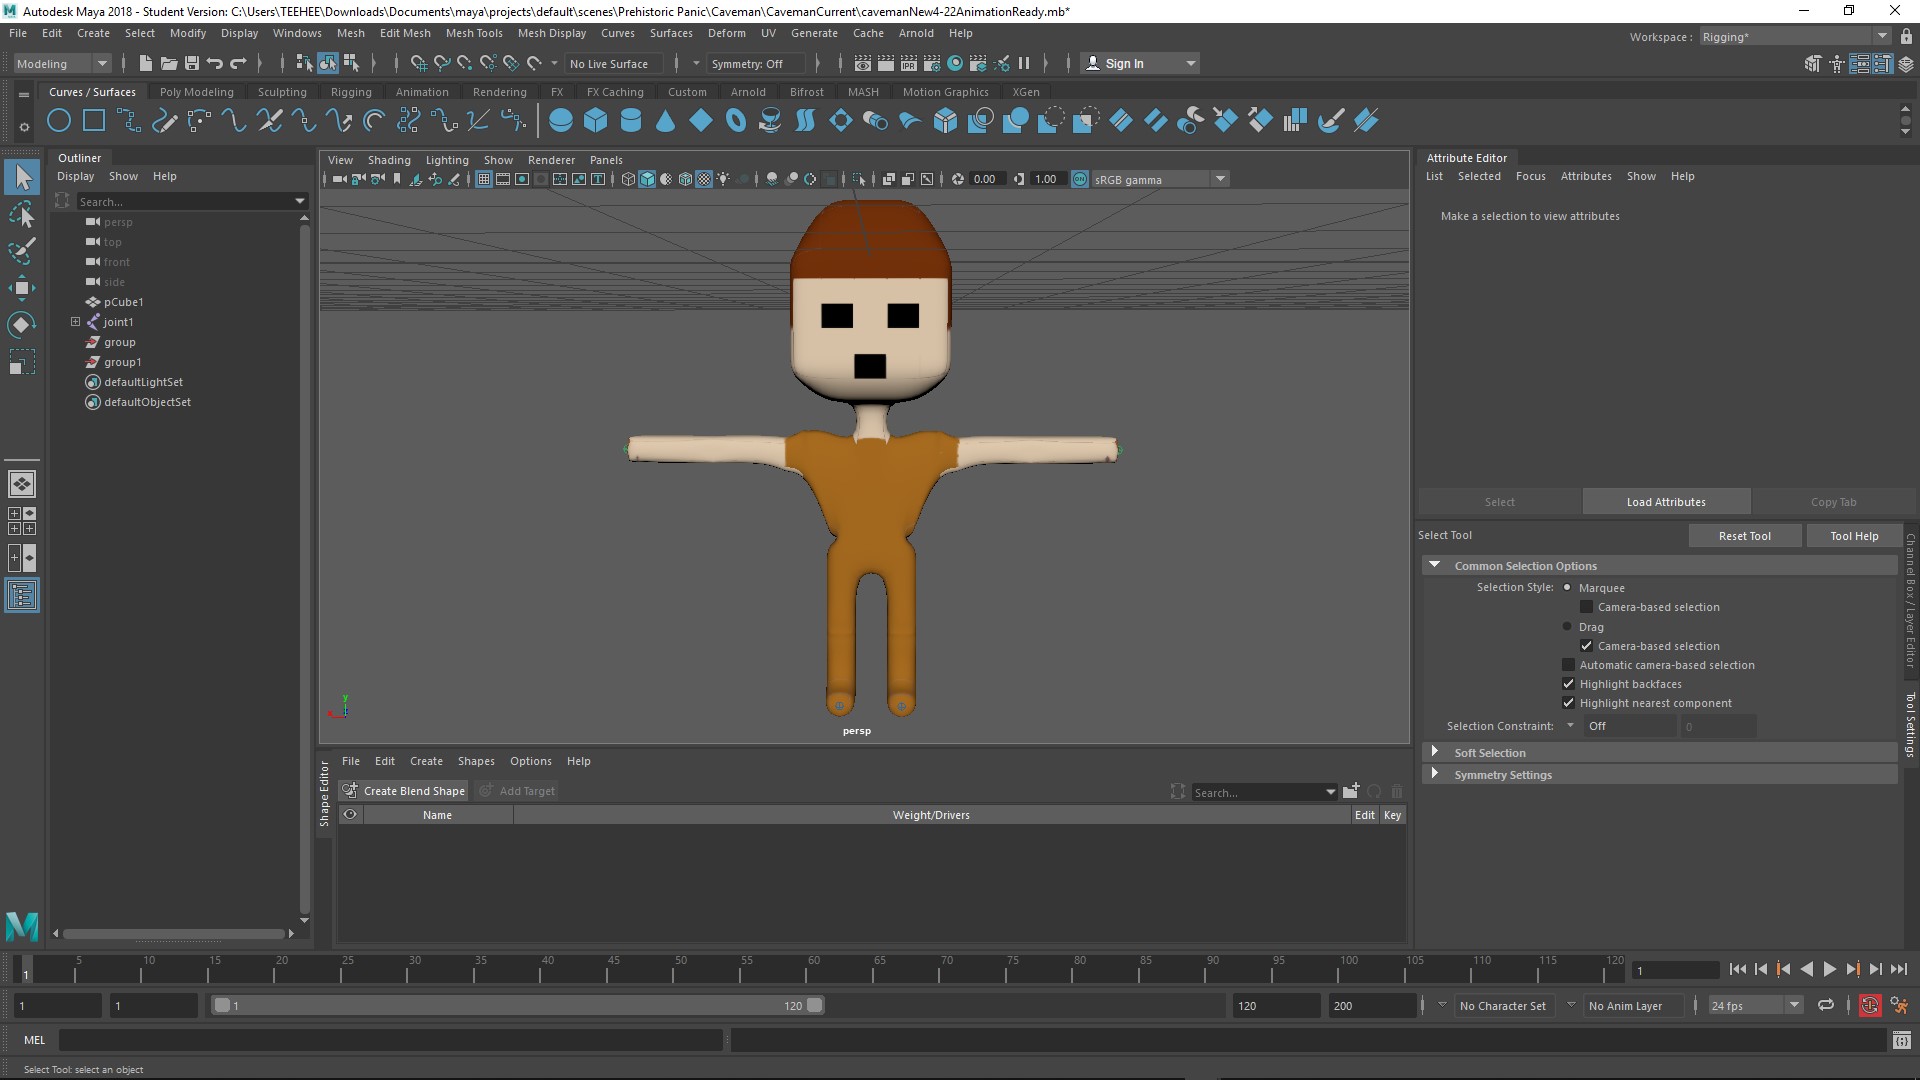 Autodesk Maya 2018 - Student Version: C:\Users\TEEHEE\Downloads\Documents\maya\projects\default\scenes\Prehistoric Panic\Caveman\CavemanCurrent\cavemanNew4-22AnimationReady.mb*
File Edit Create Select Modify Display Windows Mesh Edit Mesh Mesh Tools Mesh Display Curves Surfaces Deform UV Generate Cache Arnold Help
Workspace : Rigging*
Modeling No Live Surface Symmetry: Off IPR Sign In
Curves / Surfaces Poly Modeling Sculpting Rigging Animation Rendering FX FX Caching Custom Arnold Bifrost MASH Motion Graphics XGen
Outliner
Display Show Help
Search...
persp
top
front
side
pCube1
joint1
group
group1
defaultLightSet
defaultObjectSet
View Shading Lighting Show Renderer Panels
0.00 1.00 ON sRGB gamma
y
x
persp
Attribute Editor
List Selected Focus Attributes Show Help
Make a selection to view attributes
Select Load Attributes Copy Tab
Select Tool Reset Tool Tool Help
Common Selection Options
Selection Style: Marquee
Camera-based selection
Drag
Camera-based selection
Automatic camera-based selection
Highlight backfaces
Highlight nearest component
Selection Constraint: Off 0
Soft Selection
Symmetry Settings
Channel Box / Layer Editor
Tool Settings
Shape Editor
File Edit Create Shapes Options Help
Create Blend Shape Add Target Search...
Name Weight/Drivers Edit Key
1 5 10 15 20 25 30 35 40 45 50 55 60 65 70 75 80 85 90 95 100 105 110 115 120 1
1 1 1 120 120 200 No Character Set No Anim Layer 24 fps
MEL
Select Tool: select an object